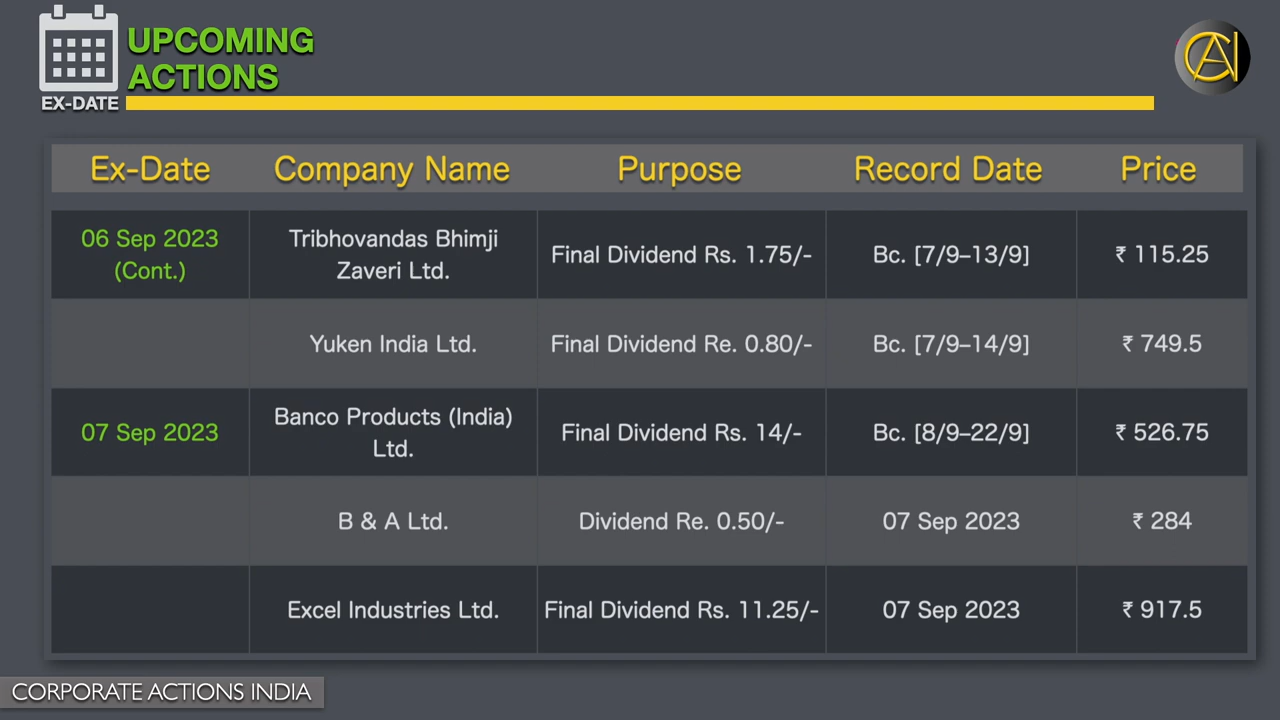 UPCOMING
ACTIONS
EX-DATE
CAI
Ex-Date Company Name Purpose Record Date Price
06 Sep 2023 (Cont.) Tribhovandas Bhimji Zaveri Ltd. Final Dividend Rs. 1.75/- Bc. [7/9–13/9] ₹ 115.25
Yuken India Ltd. Final Dividend Re. 0.80/- Bc. [7/9–14/9] ₹ 749.5
07 Sep 2023 Banco Products (India) Ltd. Final Dividend Rs. 14/- Bc. [8/9–22/9] ₹ 526.75
B & A Ltd. Dividend Re. 0.50/- 07 Sep 2023 ₹ 284
Excel Industries Ltd. Final Dividend Rs. 11.25/- 07 Sep 2023 ₹ 917.5
CORPORATE ACTIONS INDIA